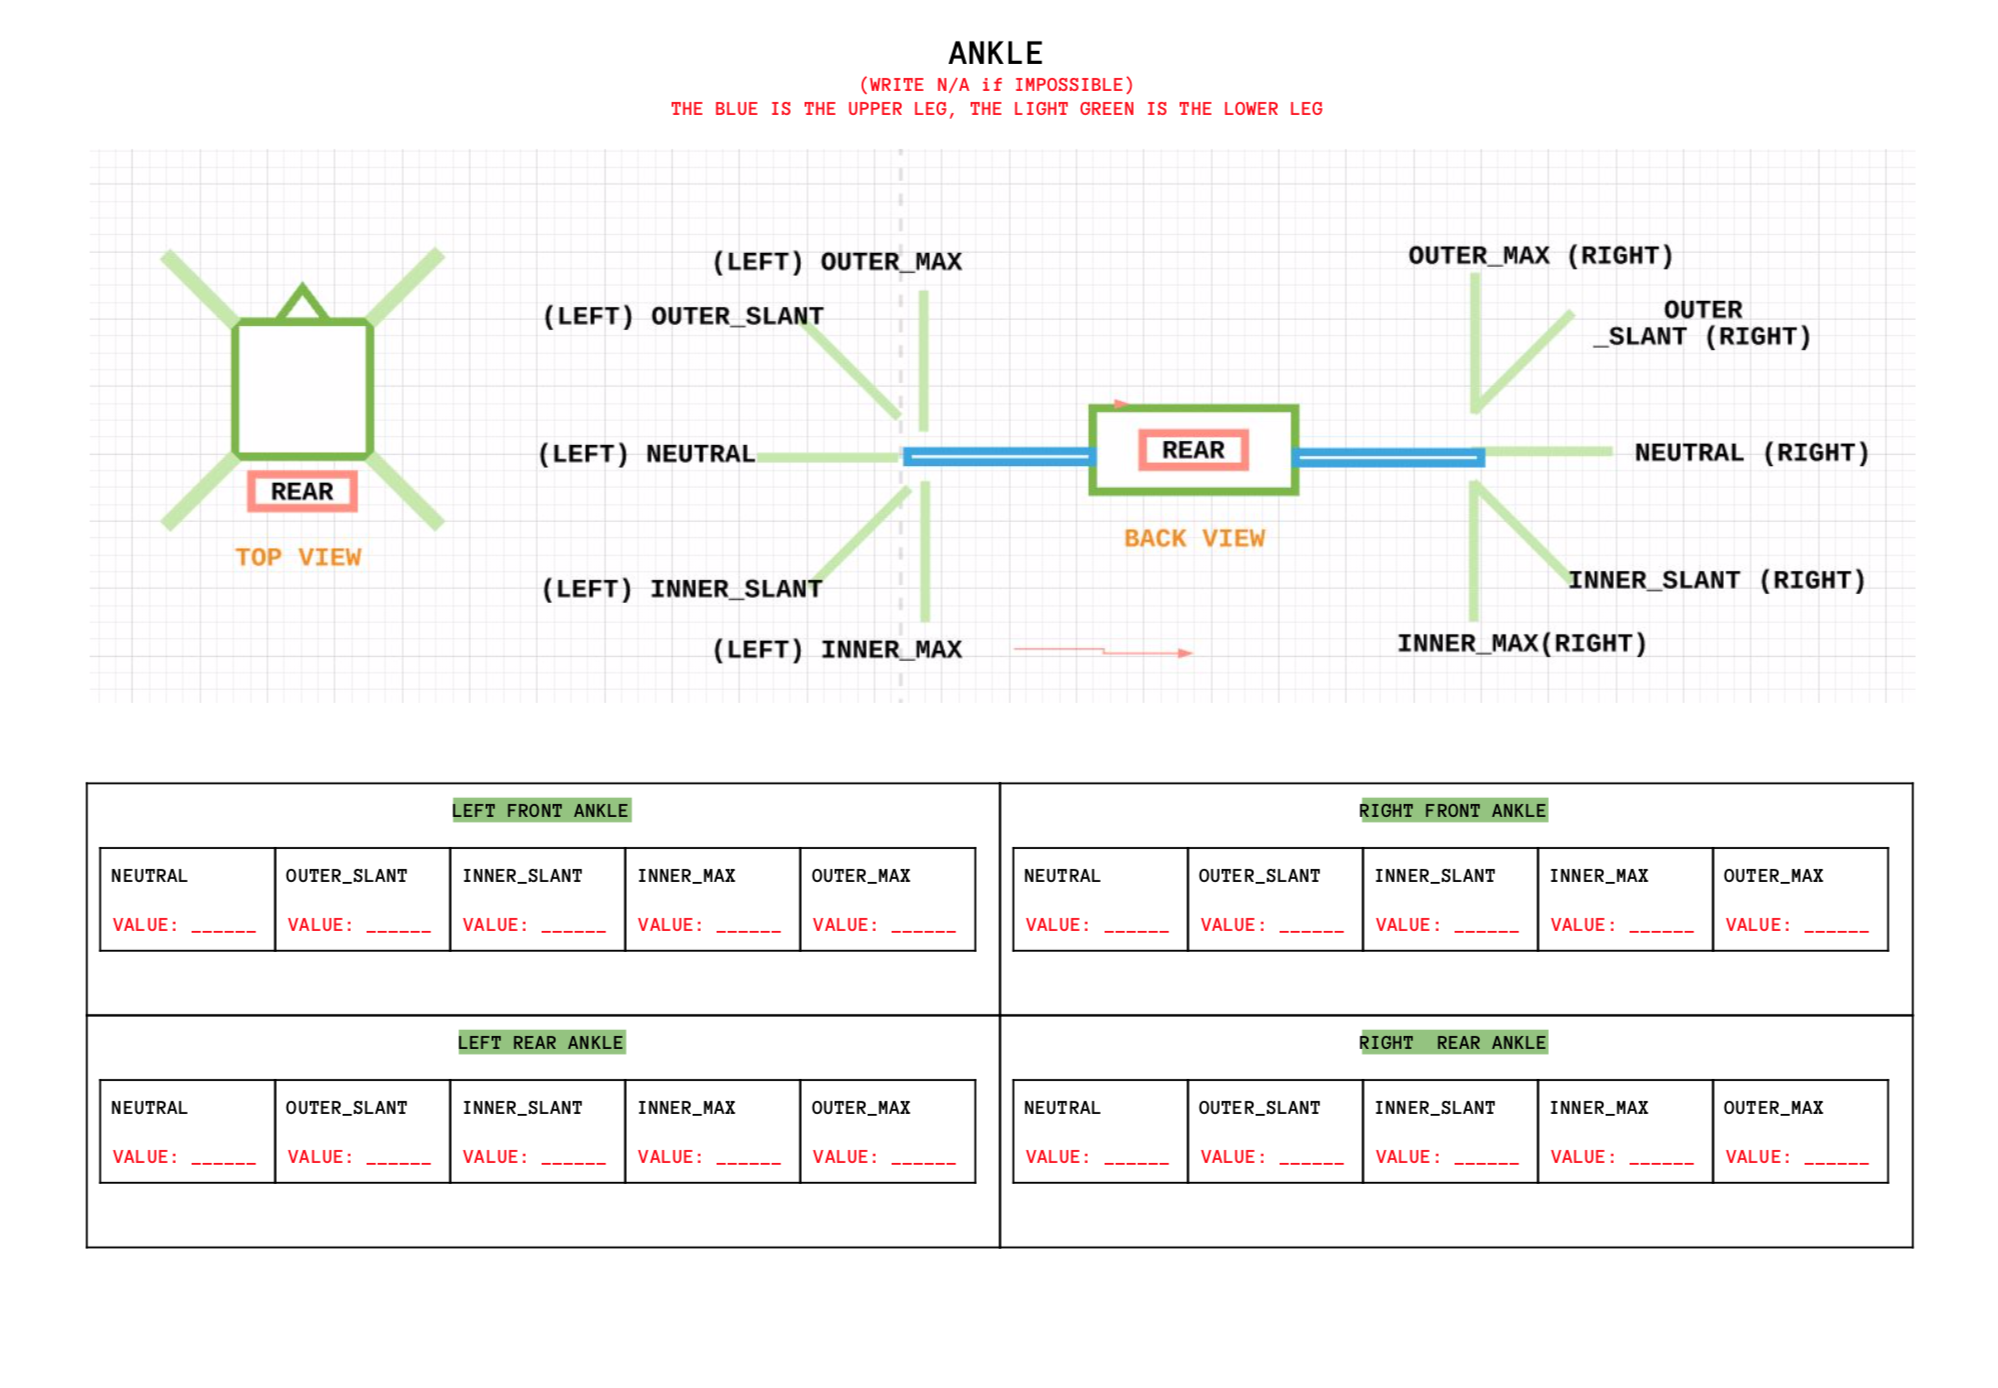 ANKLE
(WRITE N/A if IMPOSSIBLE)
THE BLUE IS THE UPPER LEG, THE LIGHT GREEN IS THE LOWER LEG
REAR
TOP VIEW
(LEFT) OUTER_MAX
(LEFT) OUTER_SLANT
(LEFT) NEUTRAL
(LEFT) INNER_SLANT
(LEFT) INNER_MAX
REAR
BACK VIEW
OUTER_MAX (RIGHT)
OUTER
_SLANT (RIGHT)
NEUTRAL (RIGHT)
INNER_SLANT (RIGHT)
INNER_MAX(RIGHT)
LEFT FRONT ANKLE
NEUTRAL OUTER_SLANT INNER_SLANT INNER_MAX OUTER_MAX
VALUE: ______ VALUE: ______ VALUE: ______ VALUE: ______ VALUE: ______
RIGHT FRONT ANKLE
NEUTRAL OUTER_SLANT INNER_SLANT INNER_MAX OUTER_MAX
VALUE: ______ VALUE: ______ VALUE: ______ VALUE: ______ VALUE: ______
LEFT REAR ANKLE
NEUTRAL OUTER_SLANT INNER_SLANT INNER_MAX OUTER_MAX
VALUE: ______ VALUE: ______ VALUE: ______ VALUE: ______ VALUE: ______
RIGHT  REAR ANKLE
NEUTRAL OUTER_SLANT INNER_SLANT INNER_MAX OUTER_MAX
VALUE: ______ VALUE: ______ VALUE: ______ VALUE: ______ VALUE: ______